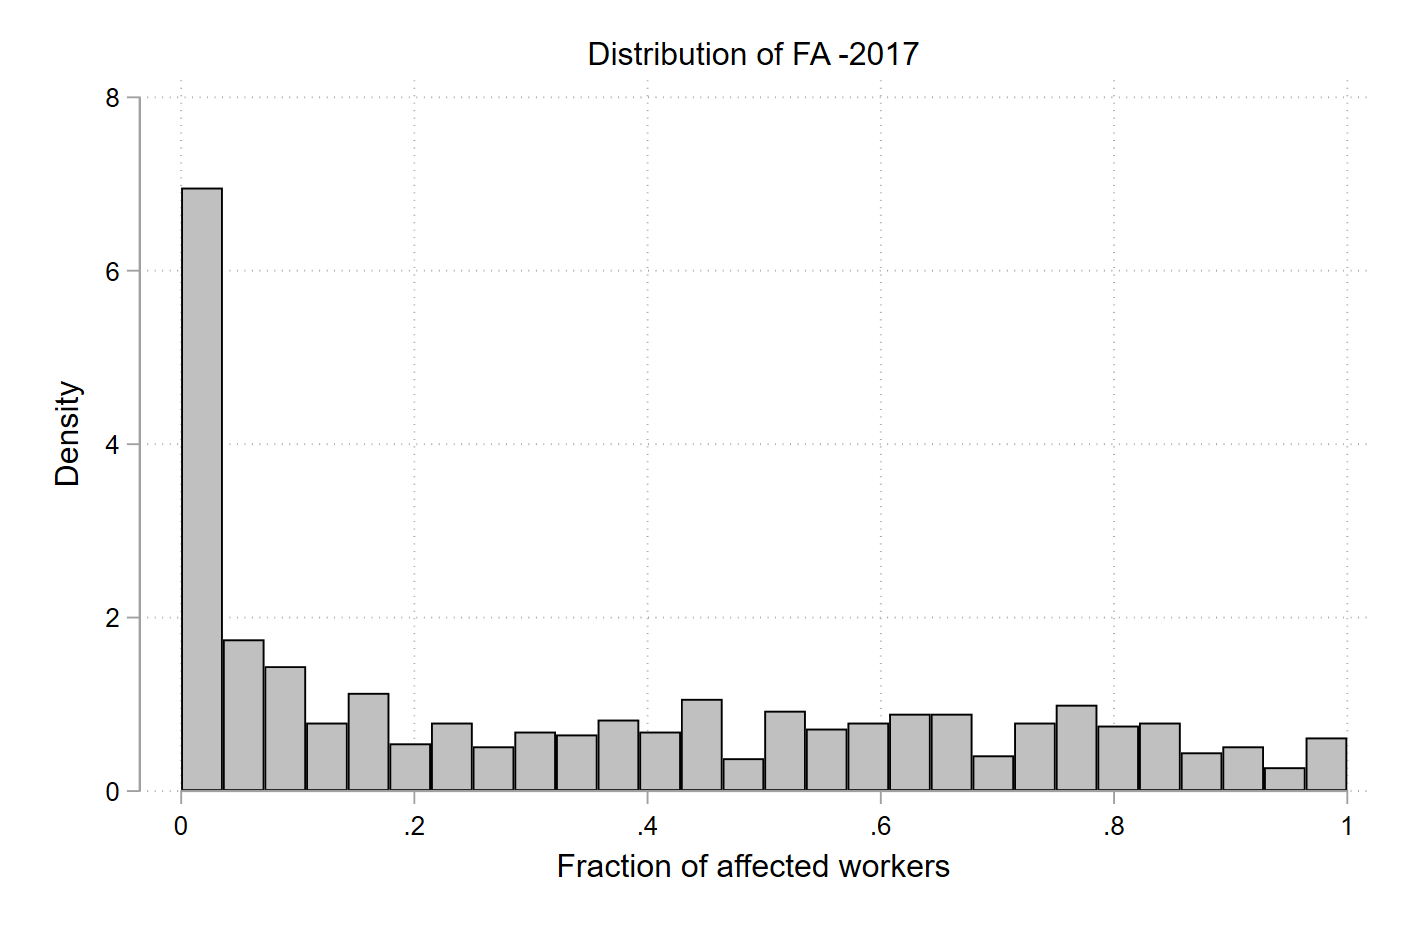 Distribution of FA -2017
Density
8
6
4
2
0
0 .2 .4 .6 .8 1
Fraction of affected workers